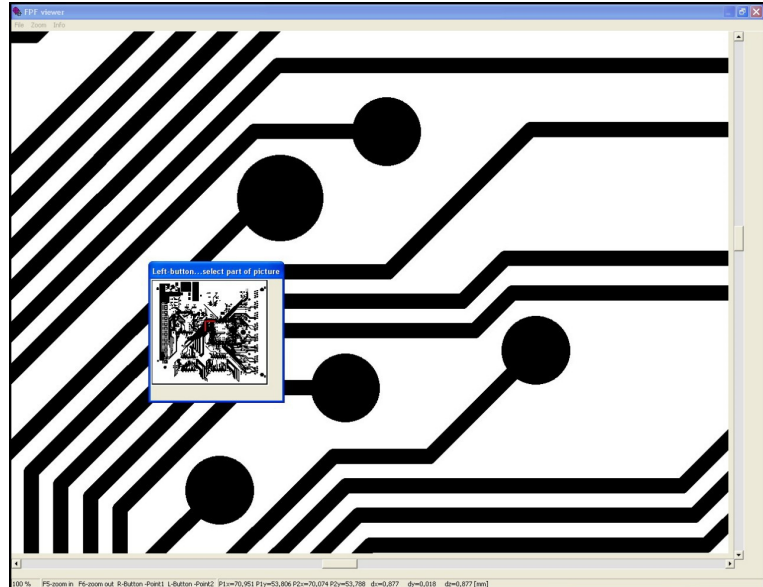 FPF viewer
File Zoom Info
Left-button...select part of picture
100 % F5-zoom in F6-zoom out R-Button -Point1 L-Button -Point2 P1x=70,951 P1y=53,806 P2x=70,074 P2y=53,788 dx=0,877 dy=0,018 dz=0,877 [mm]